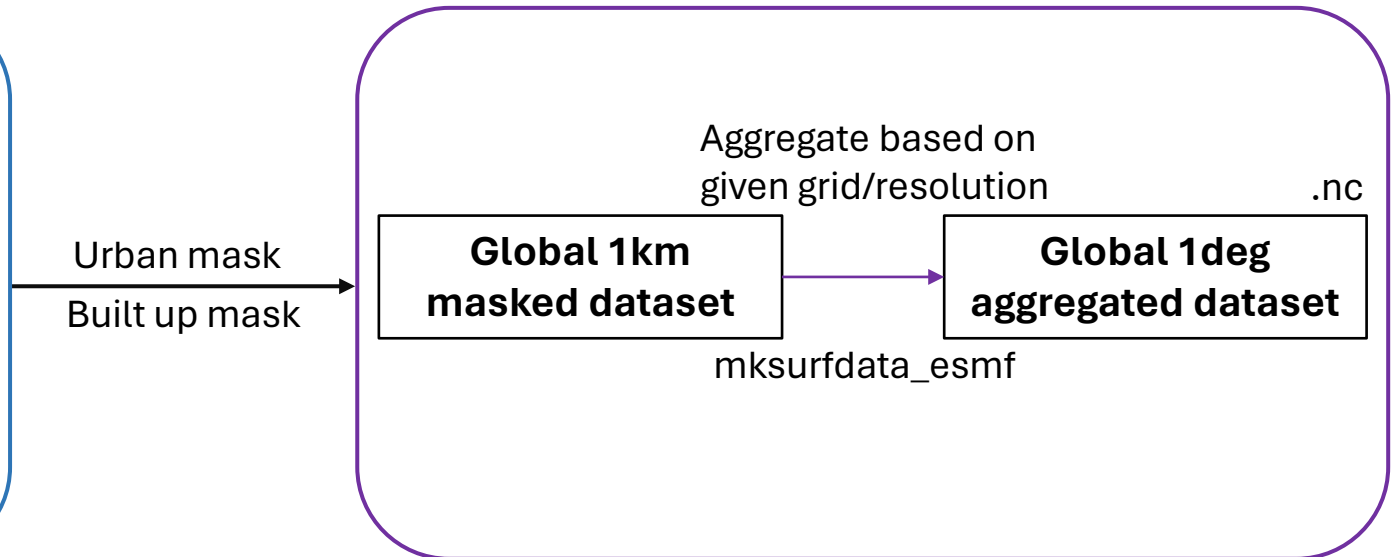 Urban mask
Built up mask
Aggregate based on
given grid/resolution
.nc
Global 1km
masked dataset
Global 1deg
aggregated dataset
mksurfdata_esmf